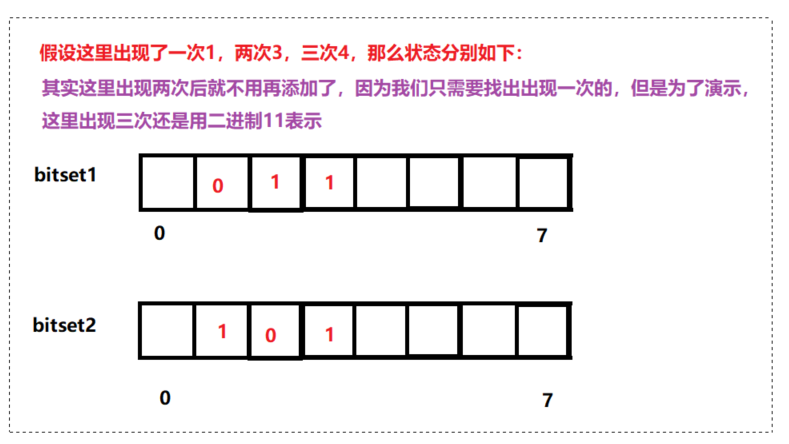 假设这里出现了一次1，两次3，三次4，那么状态分别如下：
其实这里出现两次后就不用再添加了，因为我们只需要找出出现一次的，但是为了演示，
这里出现三次还是用二进制11表示
bitset1
0 1 1
0 7
bitset2
1 0 1
0 7